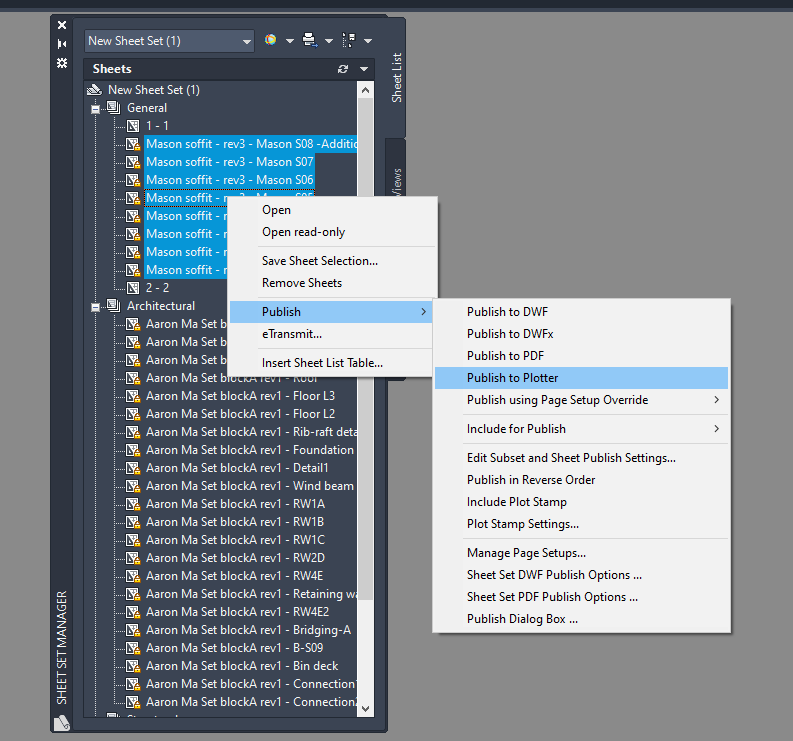 New Sheet Set (1)
Sheets
Sheet List
New Sheet Set (1)
General
1 - 1
Mason soffit - rev3 - Mason S08 -Additio
Mason soffit - rev3 - Mason S07
Mason soffit - rev3 - Mason S06
Mason soffit - rev3 - Mason S05
Mason soffit - r
Mason soffit - r
Mason soffit - r
Mason soffit - r
2 - 2
Views
Architectural
Aaron Ma Set b
Aaron Ma Set b
Aaron Ma Set b
Aaron Ma Set blockA rev1 - Roof
Aaron Ma Set blockA rev1 - Floor L3
Aaron Ma Set blockA rev1 - Floor L2
Aaron Ma Set blockA rev1 - Rib-raft deta
Aaron Ma Set blockA rev1 - Foundation
Aaron Ma Set blockA rev1 - Detail1
Aaron Ma Set blockA rev1 - Wind beam
Aaron Ma Set blockA rev1 - RW1A
Aaron Ma Set blockA rev1 - RW1B
Aaron Ma Set blockA rev1 - RW1C
Aaron Ma Set blockA rev1 - RW2D
Aaron Ma Set blockA rev1 - RW4E
Aaron Ma Set blockA rev1 - Retaining wa
Aaron Ma Set blockA rev1 - RW4E2
Aaron Ma Set blockA rev1 - Bridging-A
Aaron Ma Set blockA rev1 - B-S09
Aaron Ma Set blockA rev1 - Bin deck
Aaron Ma Set blockA rev1 - Connection1
Aaron Ma Set blockA rev1 - Connection2
SHEET SET MANAGER
Open
Open read-only
Save Sheet Selection...
Remove Sheets
Publish
eTransmit...
Insert Sheet List Table...
Publish to DWF
Publish to DWFx
Publish to PDF
Publish to Plotter
Publish using Page Setup Override
Include for Publish
Edit Subset and Sheet Publish Settings...
Publish in Reverse Order
Include Plot Stamp
Plot Stamp Settings...
Manage Page Setups...
Sheet Set DWF Publish Options ...
Sheet Set PDF Publish Options ...
Publish Dialog Box ...